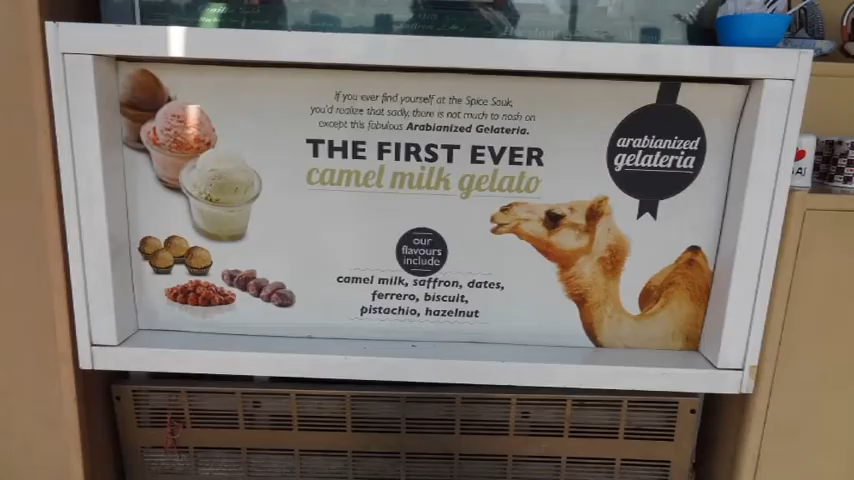 If you ever find yourself at the Spice Souk,
you'd realize that sadly, there is not much to nosh on
except this fabulous Arabianized Gelateria.
THE FIRST EVER
camel milk gelato
arabianized
gelateria
our
flavours
include
camel milk, saffron, dates,
ferrero, biscuit,
pistachio, hazelnut